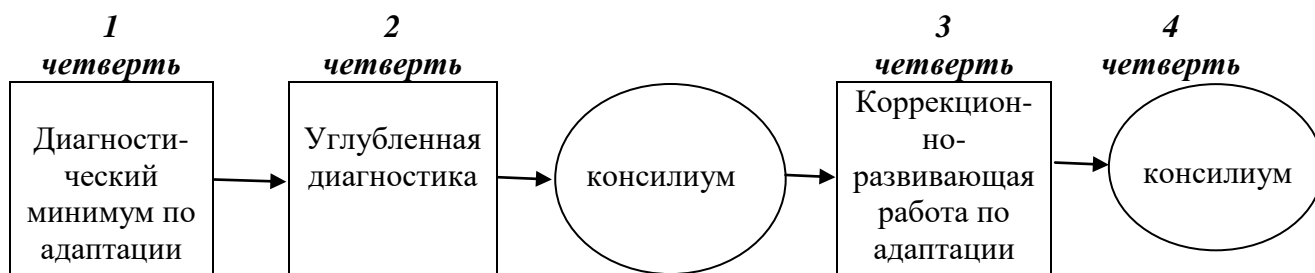 1
четверть
2
четверть
3
четверть
4
четверть
Диагности-
ческий
минимум по
адаптации
Углубленная
диагностика
консилиум
Коррекцион-
но-
развивающая
работа по
адаптации
консилиум